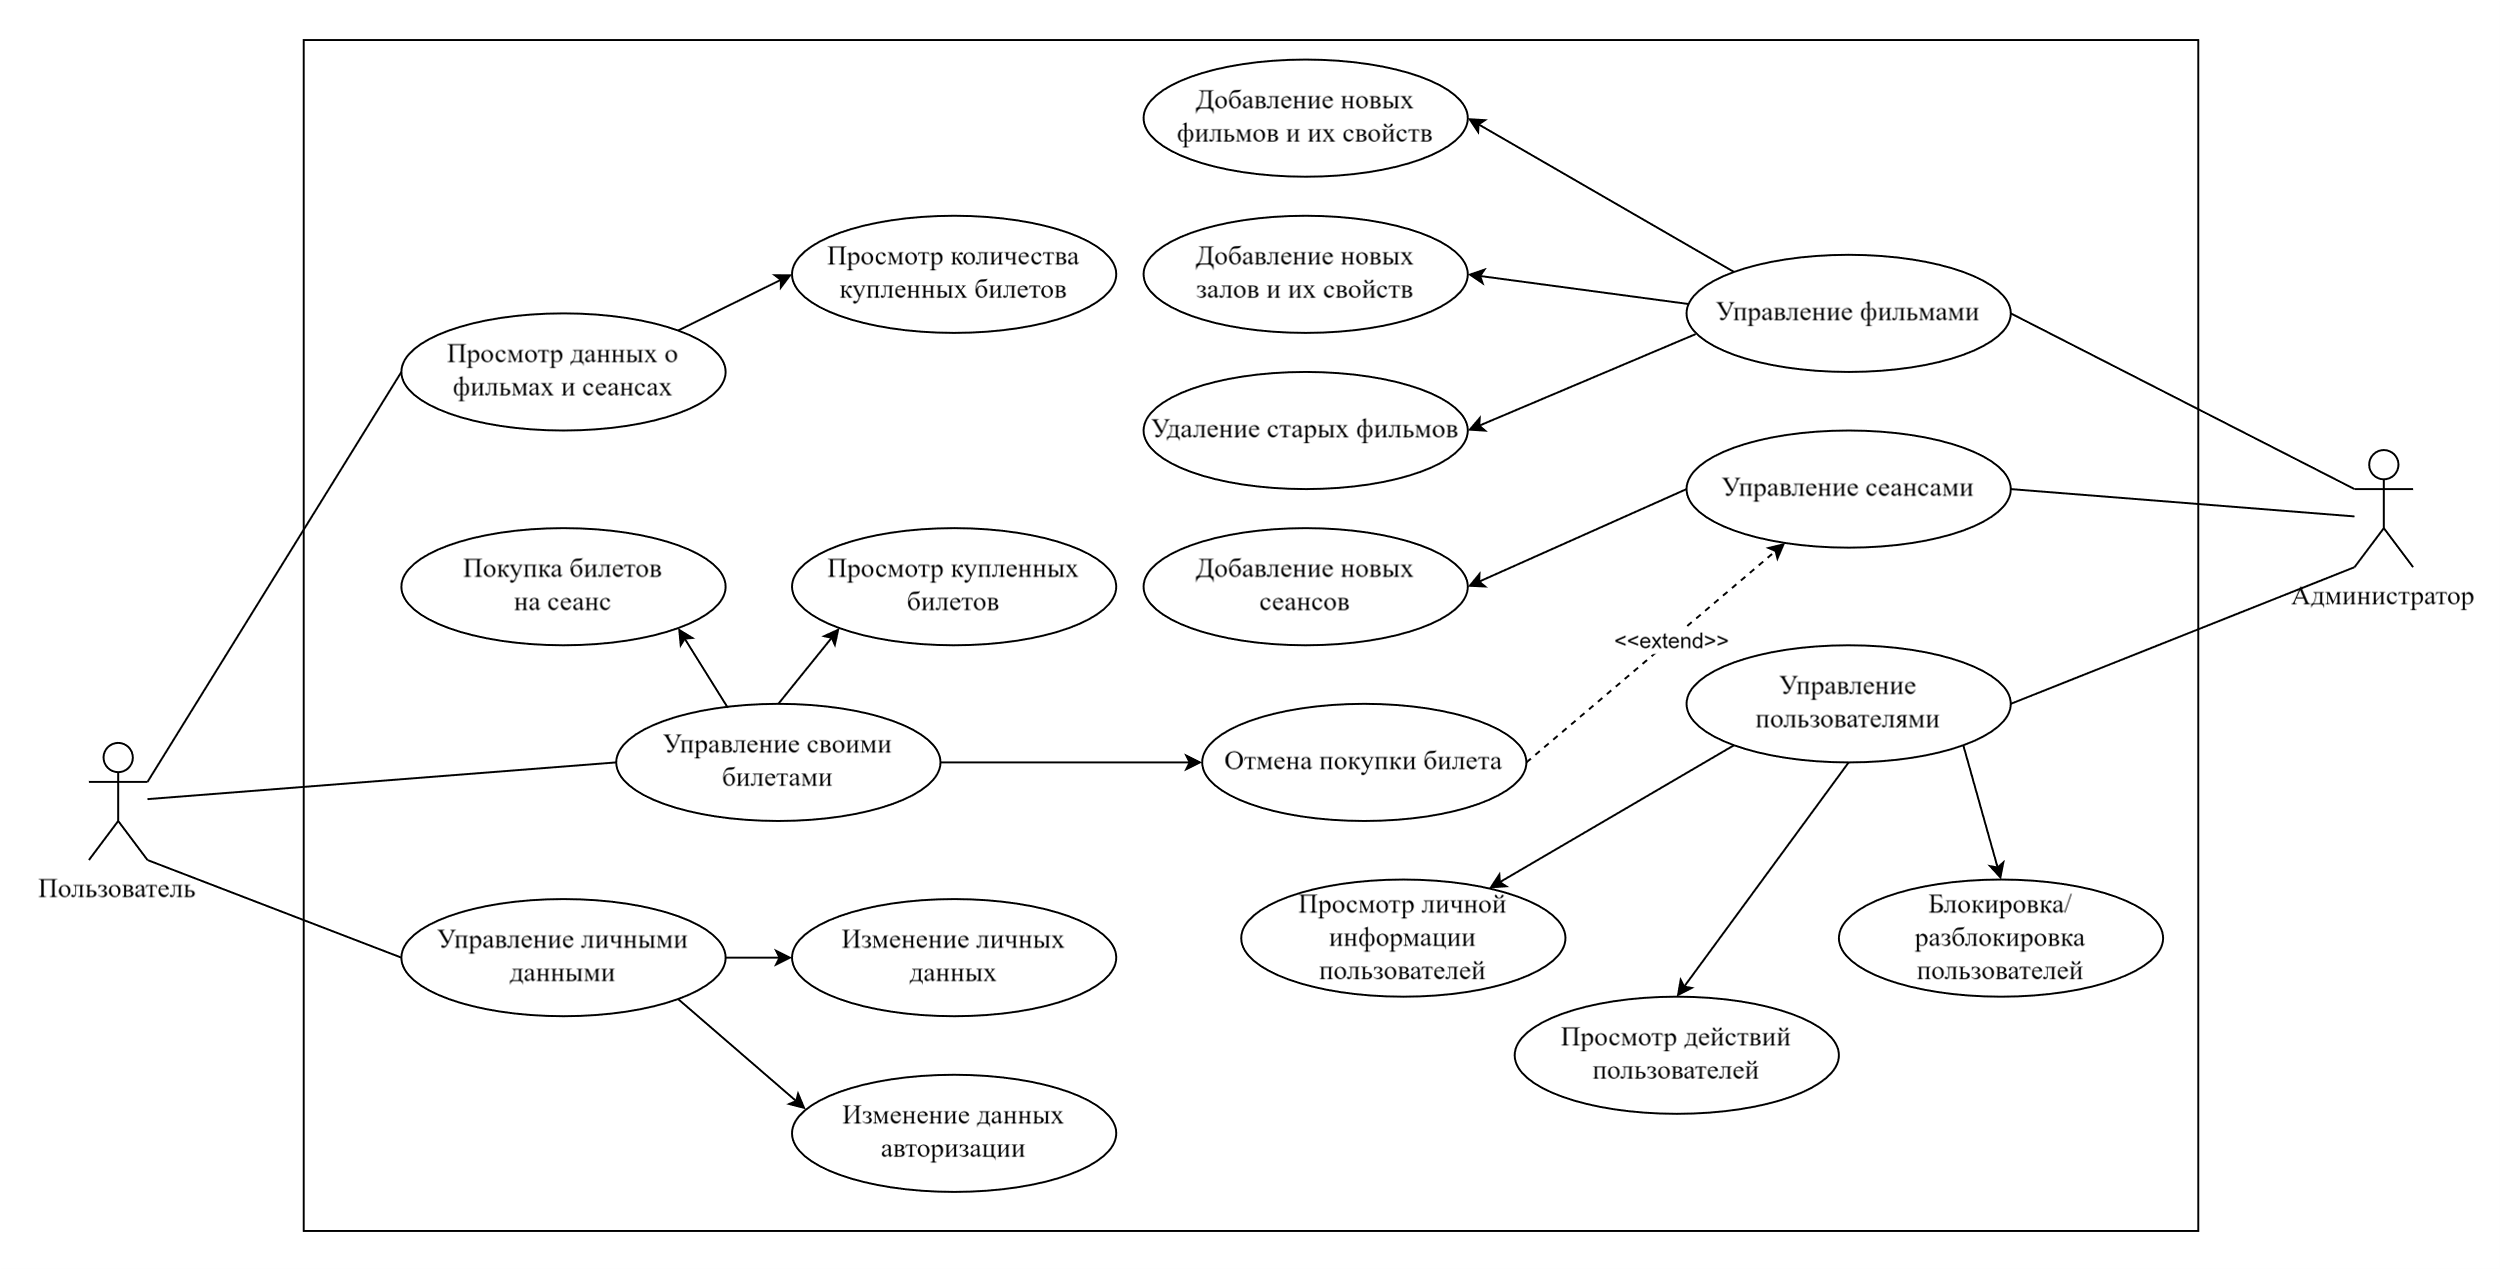 Добавление новых
фильмов и их свойств
Просмотр количества
купленных билетов
Добавление новых
залов и их свойств
Управление фильмами
Просмотр данных о
фильмах и сеансах
Удаление старых фильмов
Управление сеансами
Покупка билетов
на сеанс
Просмотр купленных
билетов
Добавление новых
сеансов
Администратор
<<extend>>
Управление
пользователями
Управление своими
билетами
Отмена покупки билета
Пользователь
Управление личными
данными
Изменение личных
данных
Просмотр личной
информации
пользователей
Блокировка/
разблокировка
пользователей
Просмотр действий
пользователей
Изменение данных
авторизации